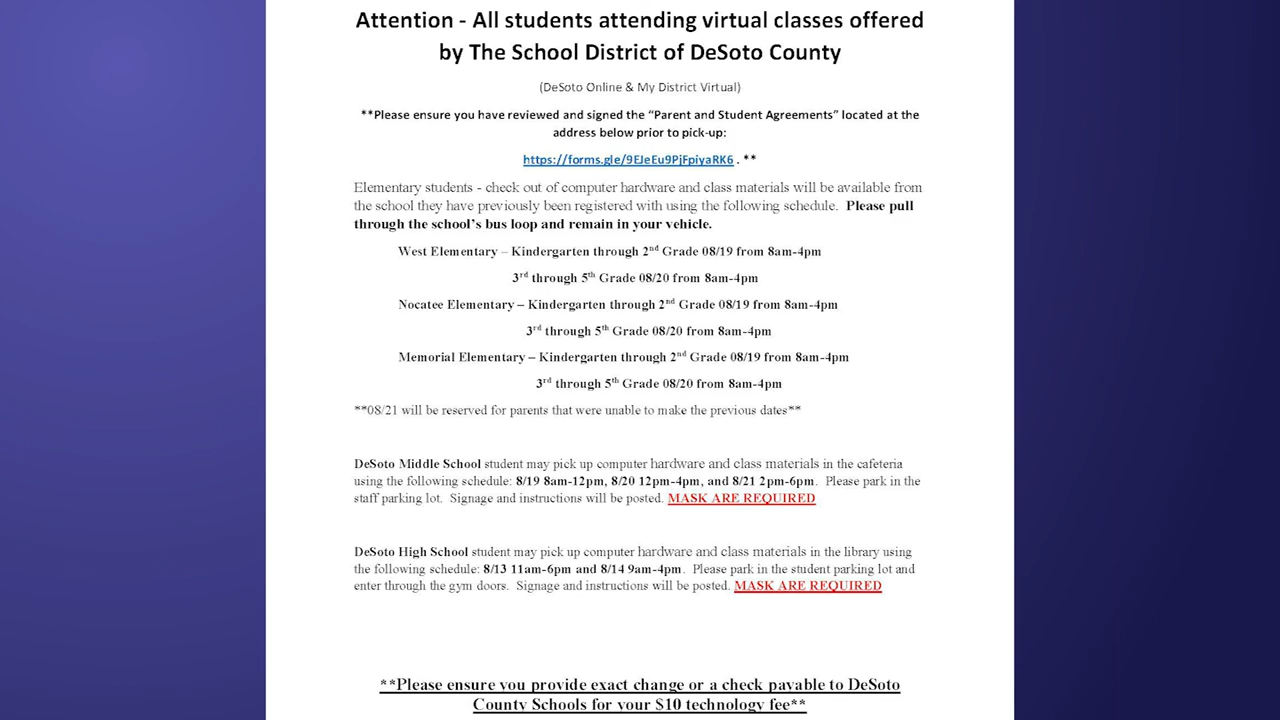 Attention - All students attending virtual classes offered
by The School District of DeSoto County
(DeSoto Online & My District Virtual)
**Please ensure you have reviewed and signed the “Parent and Student Agreements” located at the
address below prior to pick-up:
https://forms.gle/9EJeEu9PjFpiyaRK6 . **
Elementary students - check out of computer hardware and class materials will be available from
the school they have previously been registered with using the following schedule. Please pull
through the school’s bus loop and remain in your vehicle.
West Elementary – Kindergarten through 2nd Grade 08/19 from 8am-4pm
3rd through 5th Grade 08/20 from 8am-4pm
Nocatee Elementary – Kindergarten through 2nd Grade 08/19 from 8am-4pm
3rd through 5th Grade 08/20 from 8am-4pm
Memorial Elementary – Kindergarten through 2nd Grade 08/19 from 8am-4pm
3rd through 5th Grade 08/20 from 8am-4pm
**08/21 will be reserved for parents that were unable to make the previous dates**
DeSoto Middle School student may pick up computer hardware and class materials in the cafeteria
using the following schedule: 8/19 8am-12pm, 8/20 12pm-4pm, and 8/21 2pm-6pm. Please park in the
staff parking lot. Signage and instructions will be posted. MASK ARE REQUIRED
DeSoto High School student may pick up computer hardware and class materials in the library using
the following schedule: 8/13 11am-6pm and 8/14 9am-4pm. Please park in the student parking lot and
enter through the gym doors. Signage and instructions will be posted. MASK ARE REQUIRED
**Please ensure you provide exact change or a check payable to DeSoto
County Schools for your $10 technology fee**